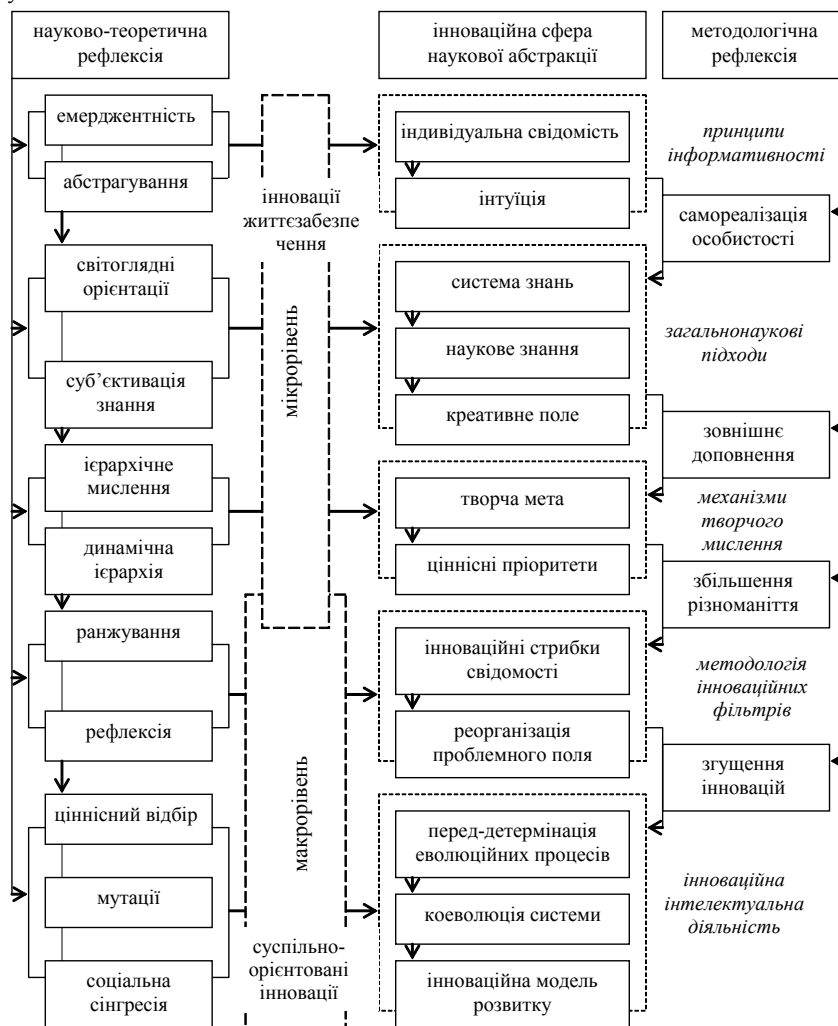 науково-теоретична
рефлексія
інноваційна сфера
наукової абстракції
методологічна
рефлексія
емерджентність
абстрагування
світоглядні
орієнтації
суб’єктивація
знання
ієрархічне
мислення
динамічна
ієрархія
ранжування
рефлексія
ціннісний відбір
мутації
соціальна
сінгресія
інновації
життєзабезпе
чення
мікрорівень
макрорівень
суспільно-
орієнтовані
інновації
індивідуальна свідомість
інтуїція
система знань
наукове знання
креативне поле
творча мета
ціннісні пріоритети
інноваційні стрибки
свідомості
реорганізація
проблемного поля
перед-детермінація
еволюційних процесів
коеволюція системи
інноваційна модель
розвитку
принципи
інформативності
самореалізація
особистості
загальнонаукові
підходи
зовнішнє
доповнення
механізми
творчого
мислення
збільшення
різноманіття
методологія
інноваційних
фільтрів
згущення
інновацій
інноваційна
інтелектуальна
діяльність